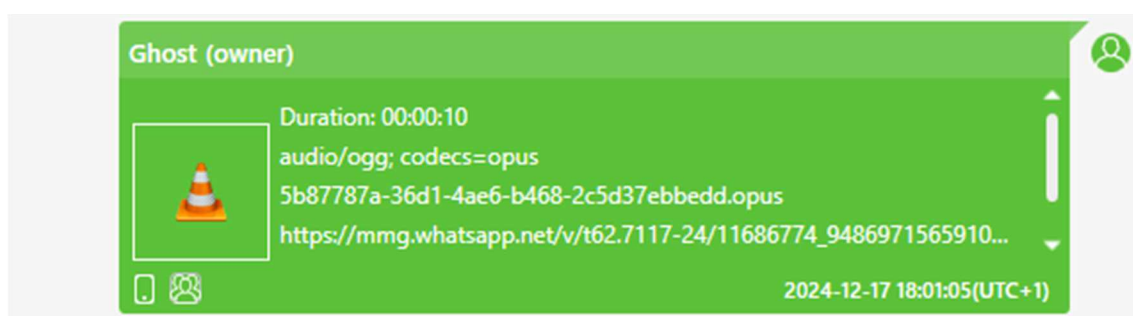 Ghost (owner)
Duration: 00:00:10
audio/ogg; codecs=opus
5b87787a-36d1-4ae6-b468-2c5d37ebbedd.opus
https://mmg.whatsapp.net/v/t62.7117-24/11686774_9486971565910...
2024-12-17 18:01:05(UTC+1)